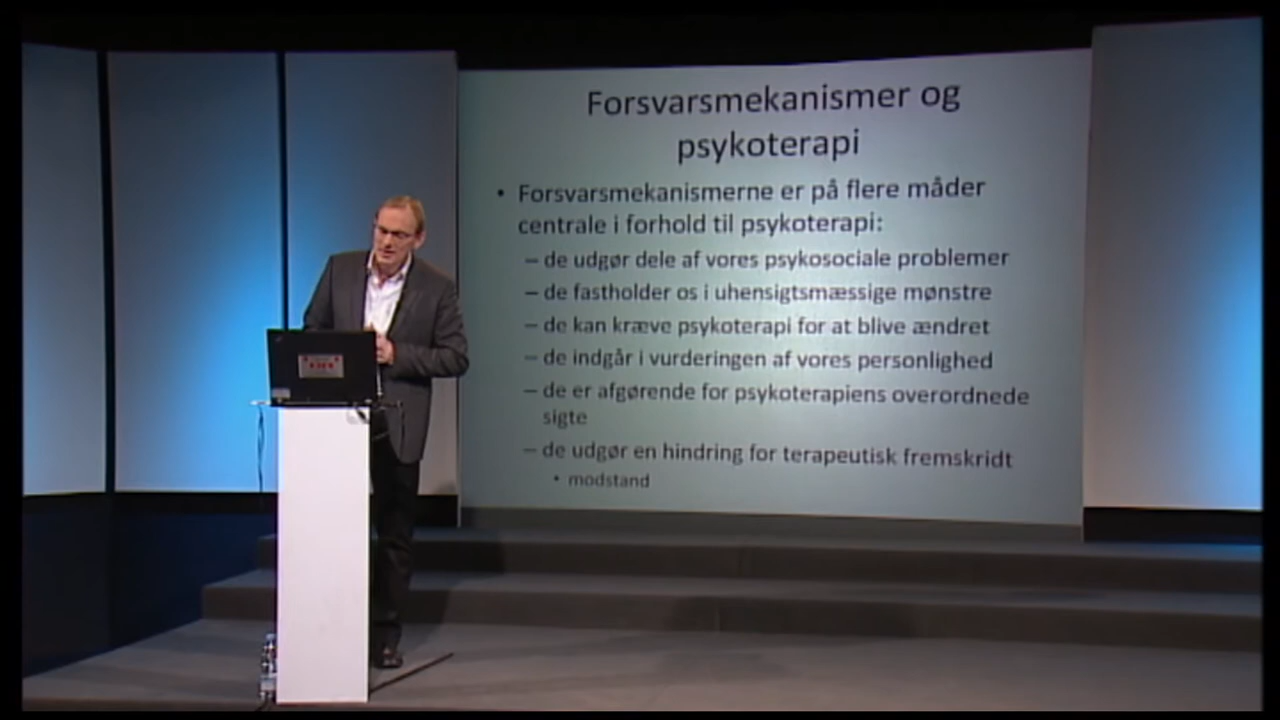 Forsvarsmekanismer og
psykoterapi
• Forsvarsmekanismerne er på flere måder
centrale i forhold til psykoterapi:
– de udgør dele af vores psykosociale problemer
– de fastholder os i uhensigtsmæssige mønstre
– de kan kræve psykoterapi for at blive ændret
– de indgår i vurderingen af vores personlighed
– de er afgørende for psykoterapiens overordnede
sigte
– de udgør en hindring for terapeutisk fremskridt
• modstand